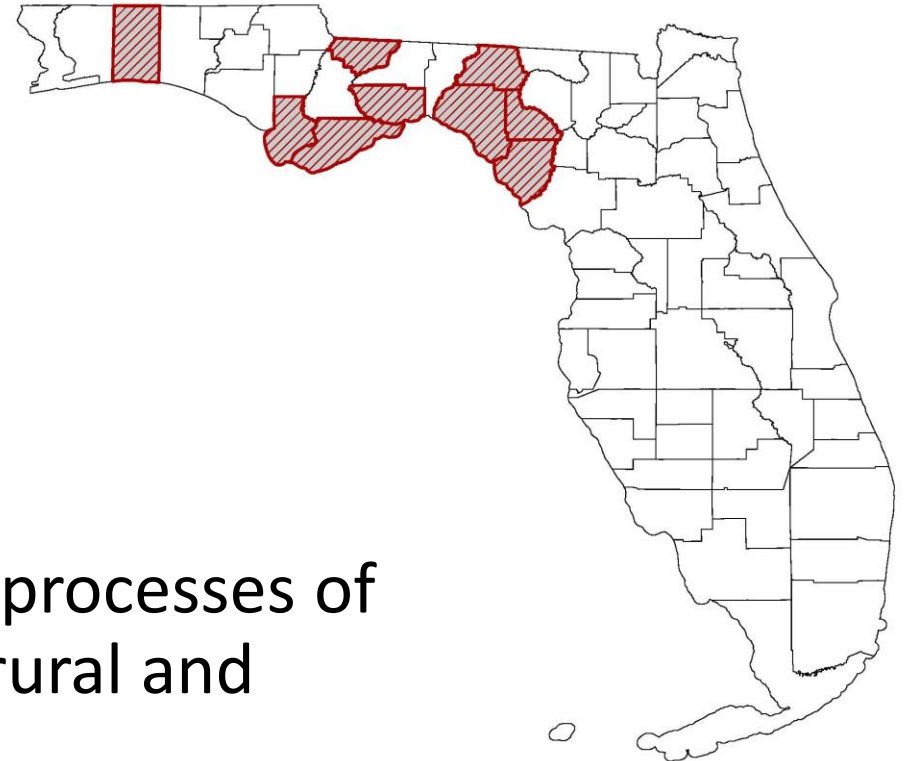 processes of
rural and